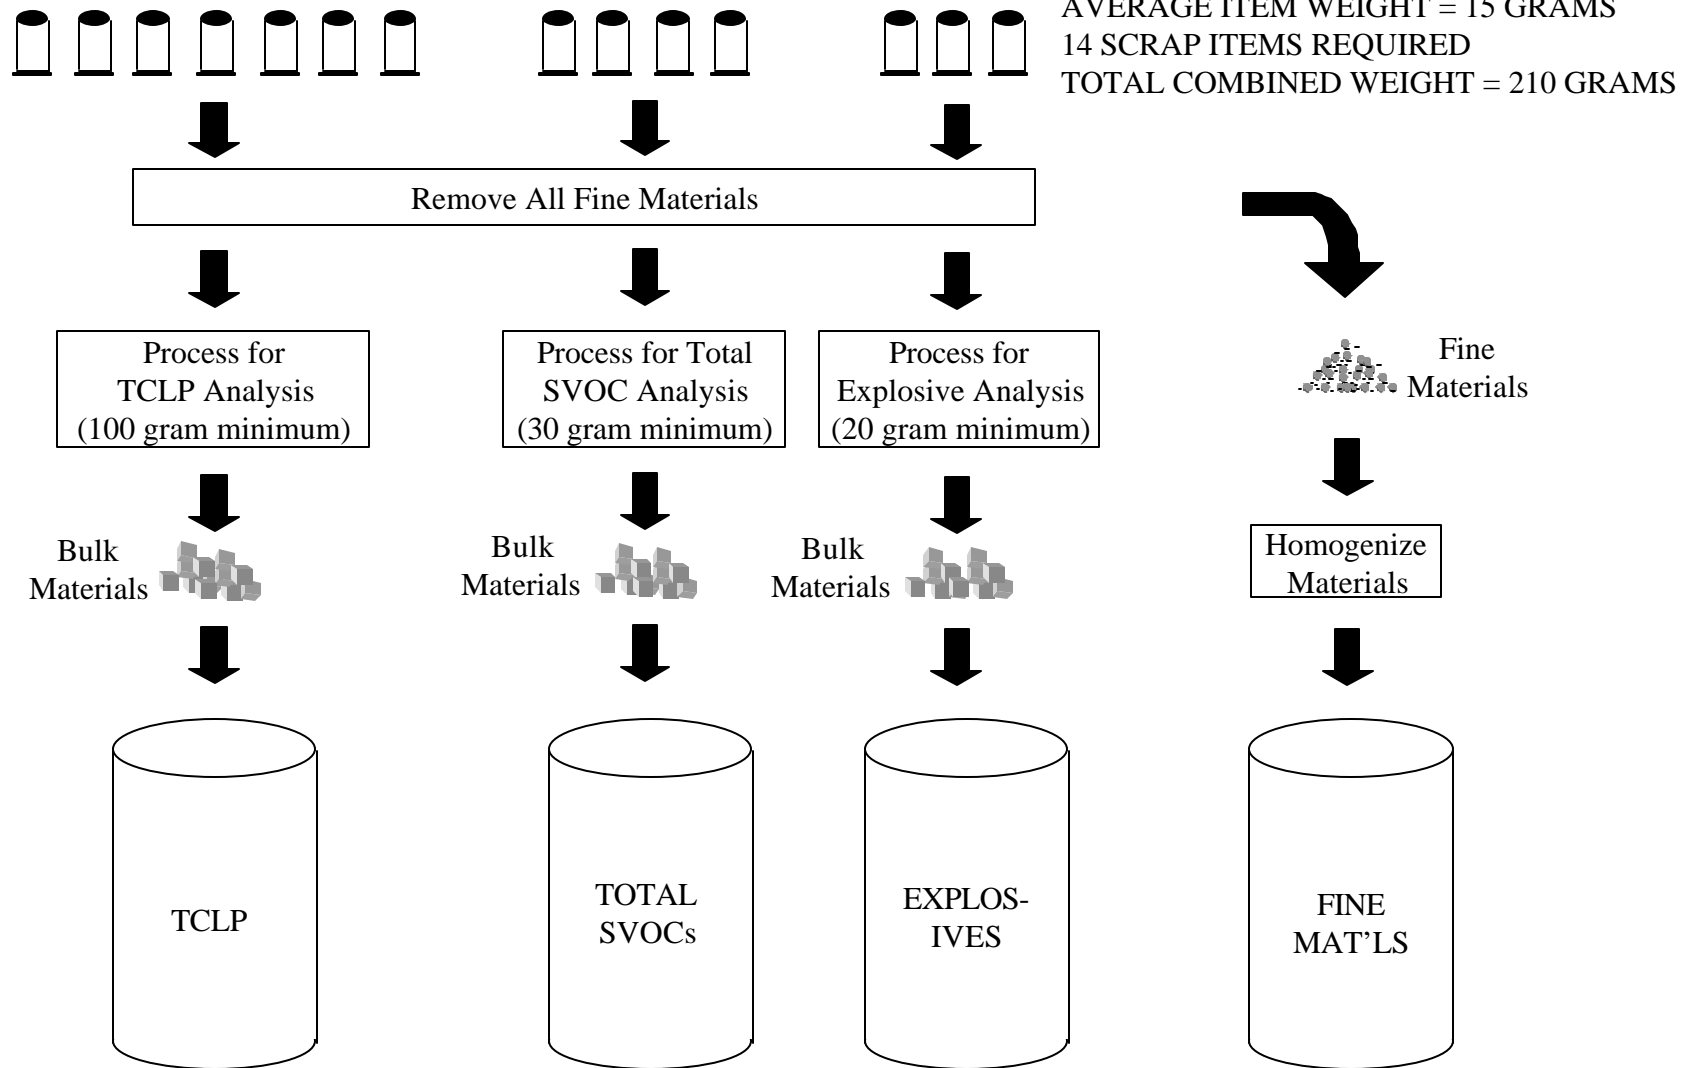 AVERAGE ITEM WEIGHT = 15 GRAMS
14 SCRAP ITEMS REQUIRED
TOTAL COMBINED WEIGHT = 210 GRAMS
Remove All Fine Materials
Process for
TCLP Analysis
(100 gram minimum)
Process for Total
SVOC Analysis
(30 gram minimum)
Process for
Explosive Analysis
(20 gram minimum)
Fine
Materials
Bulk
Materials
Bulk
Materials
Bulk
Materials
Homogenize
Materials
TCLP
TOTAL
SVOCs
EXPLOS-
IVES
FINE
MAT’LS